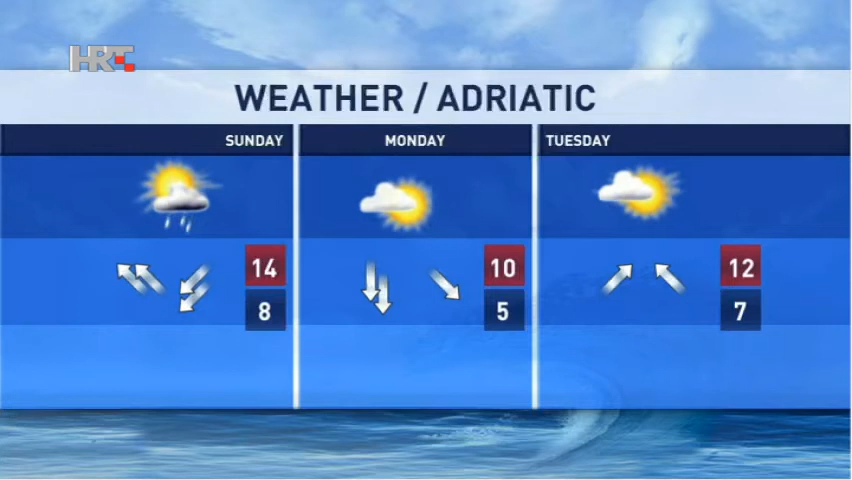 HRT
WEATHER / ADRIATIC
SUNDAY
14
8
MONDAY
10
5
TUESDAY
12
7